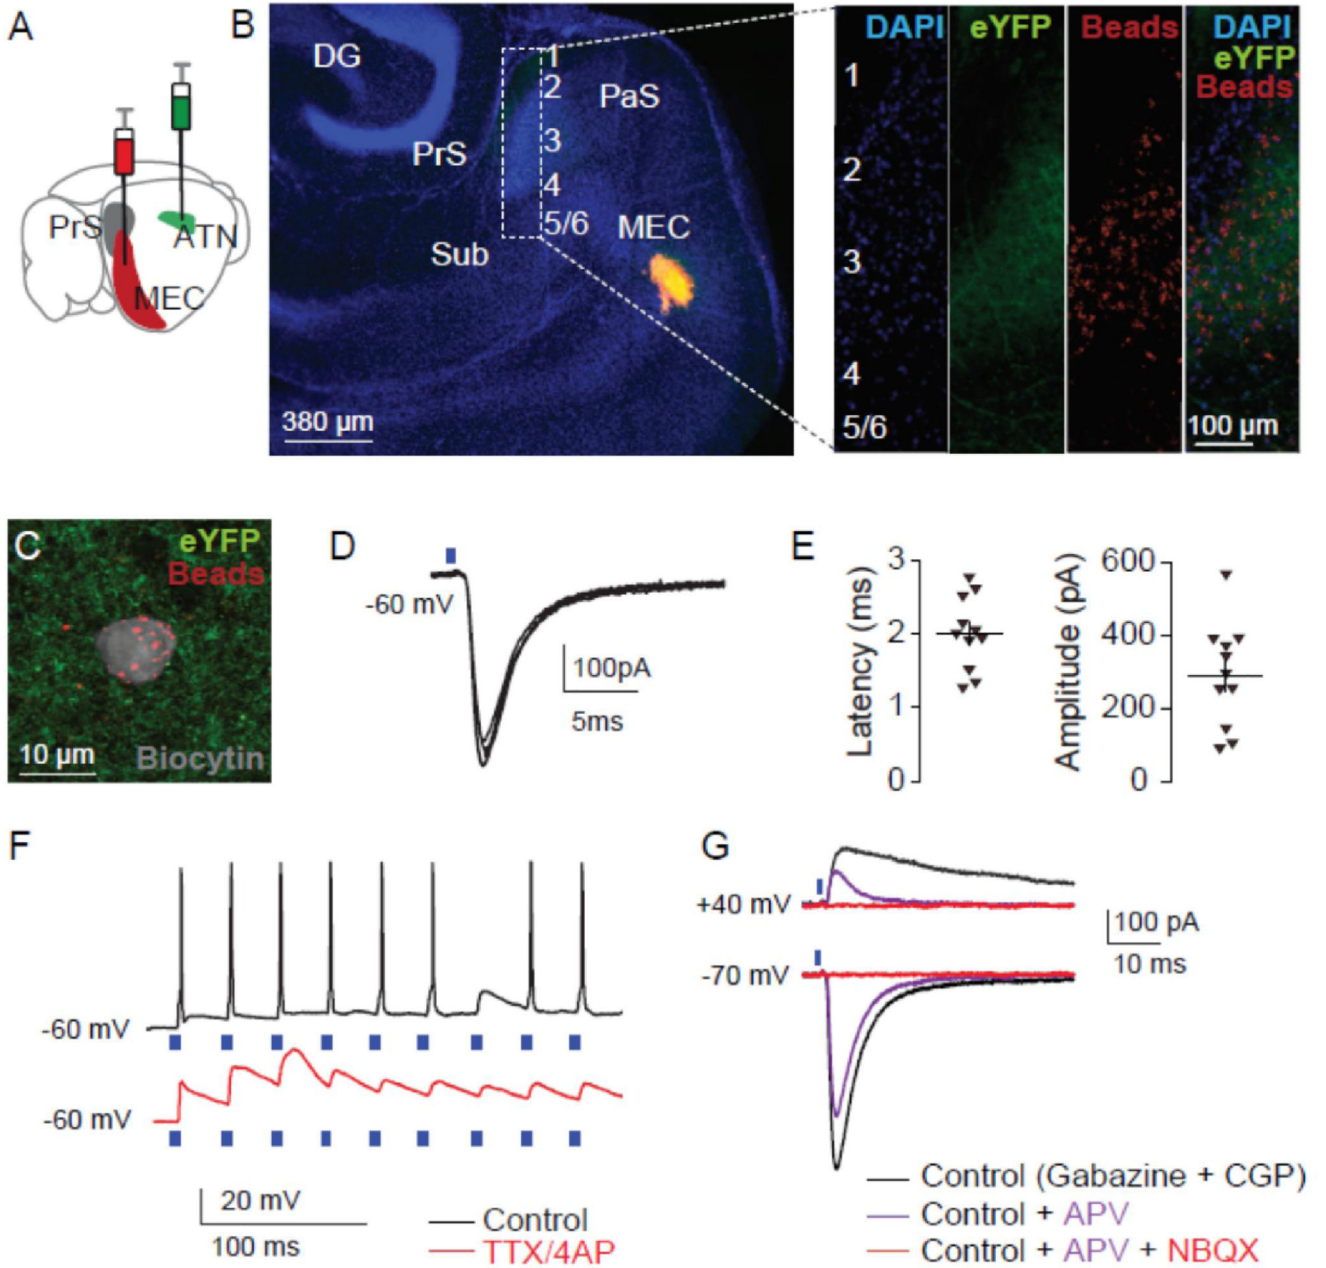 A
PrS
ATN
MEC
B
DG
PrS
Sub
PaS
MEC
1
2
3
4
5/6
380 µm
DAPI
eYFP
Beads
DAPI
eYFP
Beads
1
2
3
4
5/6
100 µm
C
eYFP
Beads
10 µm
Biocytin
D
-60 mV
100pA
5ms
E
Latency (ms)
3
2
1
0
Amplitude (pA)
600
400
200
0
F
-60 mV
-60 mV
20 mV
100 ms
Control
TTX/4AP
G
+40 mV
-70 mV
100 pA
10 ms
Control (Gabazine + CGP)
Control + APV
Control + APV + NBQX